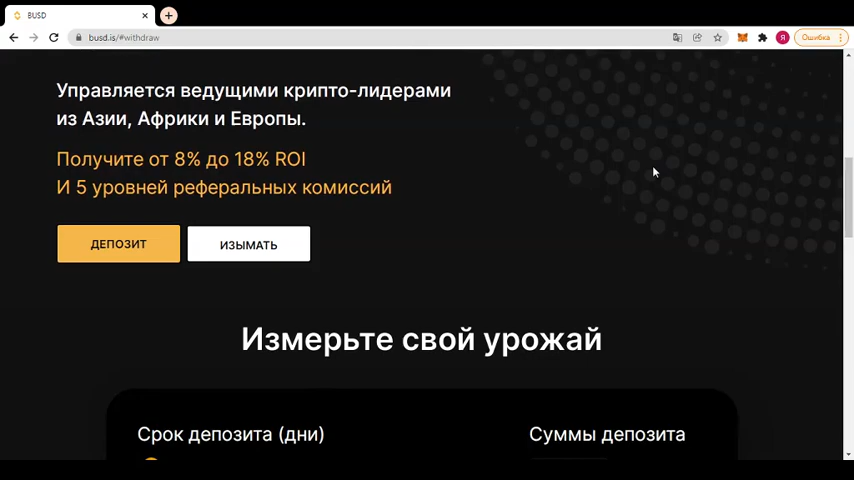 BUSD
busd.is/#withdraw
Я
Ошибка
Управляется ведущими крипто-лидерами
из Азии, Африки и Европы.
Получите от 8% до 18% ROI
И 5 уровней реферальных комиссий
ДЕПОЗИТ
ИЗЫМАТЬ
Измерьте свой урожай
Срок депозита (дни)
Суммы депозита